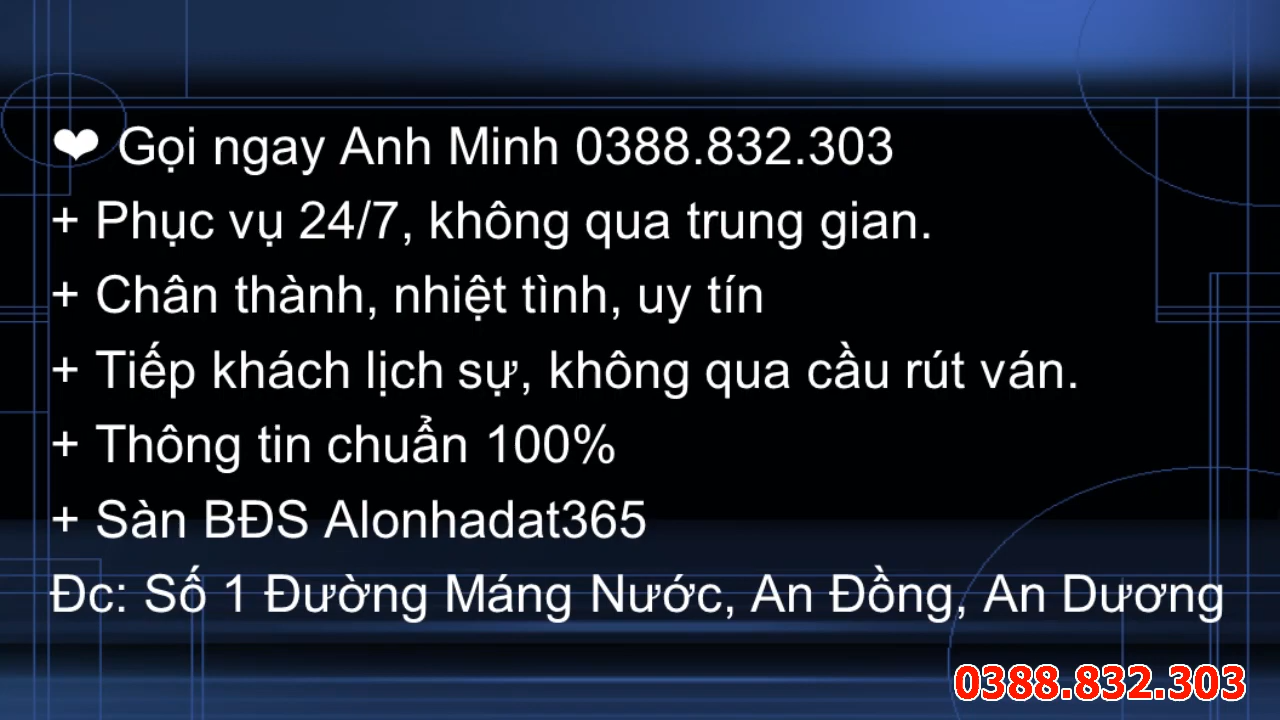 ❤ Gọi ngay Anh Minh 0388.832.303
+ Phục vụ 24/7, không qua trung gian.
+ Chân thành, nhiệt tình, uy tín
+ Tiếp khách lịch sự, không qua cầu rút ván.
+ Thông tin chuẩn 100%
+ Sàn BĐS Alonhadat365
Đc: Số 1 Đường Máng Nước, An Đồng, An Dương
0388.832.303